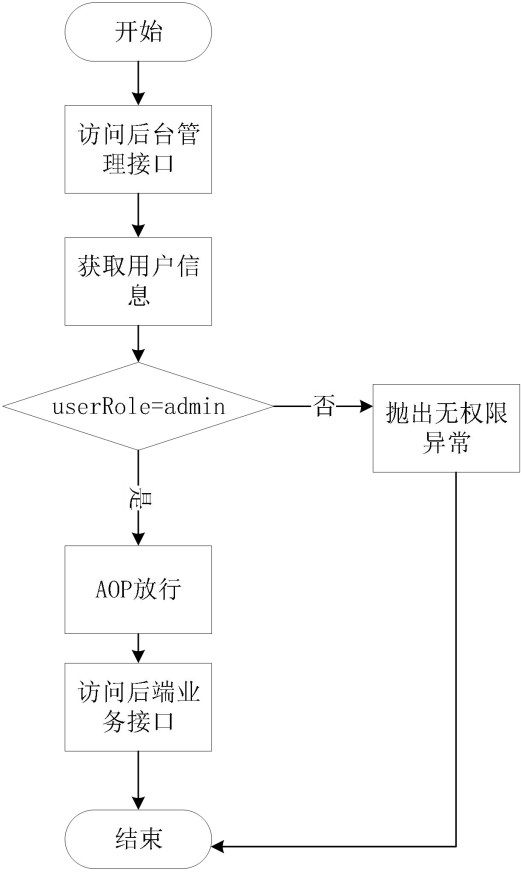 开始
访问后台管
理接口
获取用户信
息
userRole=admin
否
抛出无权限
异常
是
AOP放行
访问后端业
务接口
结束